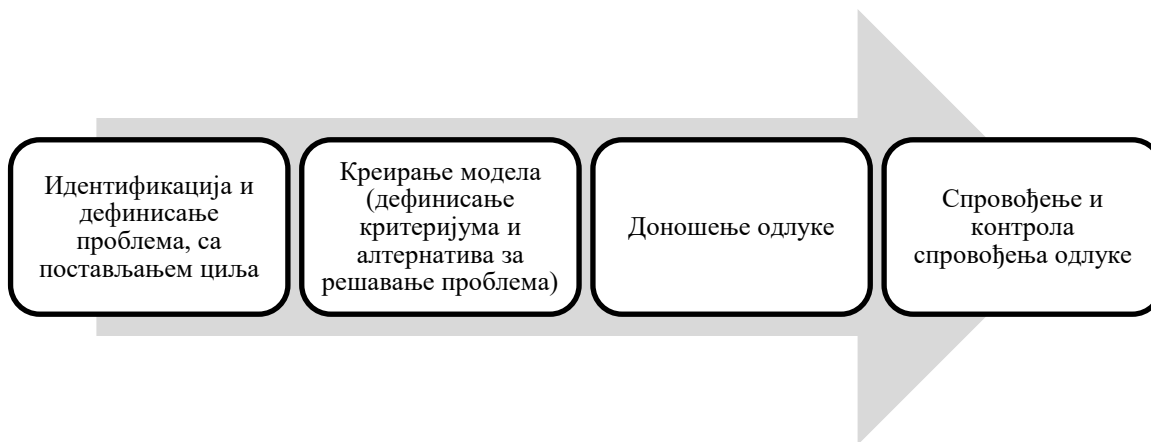 Идентификација и
дефинисање
проблема, са
постављањем циља
Креирање модела
(дефинисање
критеријума и
алтернатива за
решавање проблема)
Доношење одлуке
Спровођење и
контрола
спровођења одлуке